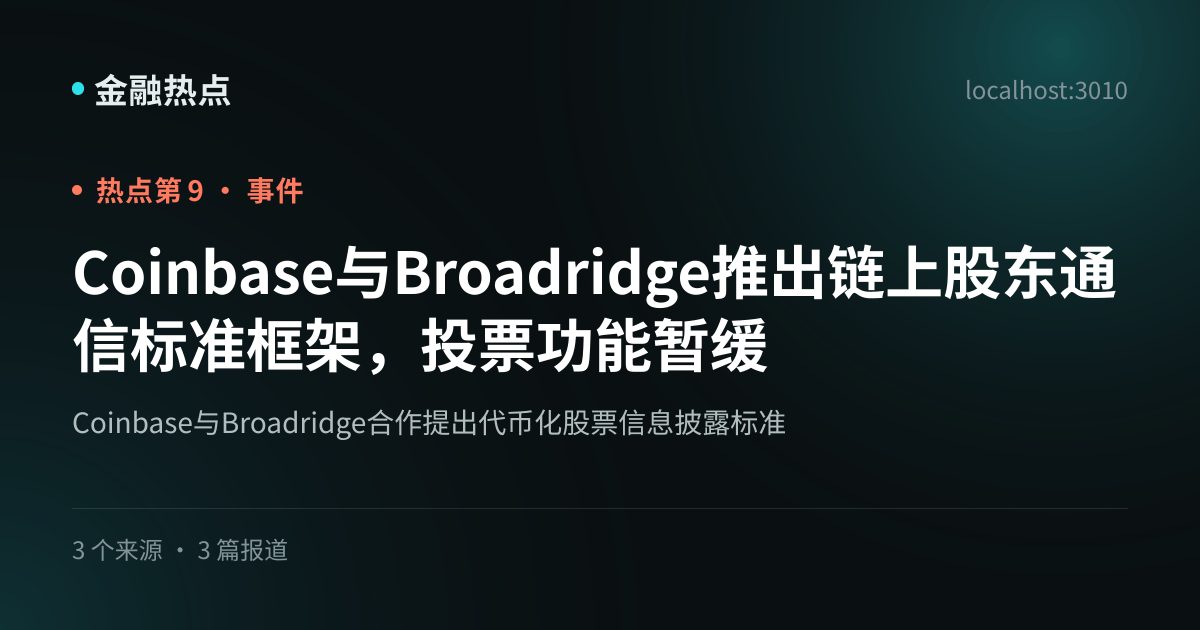 金融热点
localhost:3010
热点第 9 · 事件
Coinbase与Broadridge推出链上股东通
信标准框架，投票功能暂缓
Coinbase与Broadridge合作提出代币化股票信息披露标准
3 个来源 · 3 篇报道